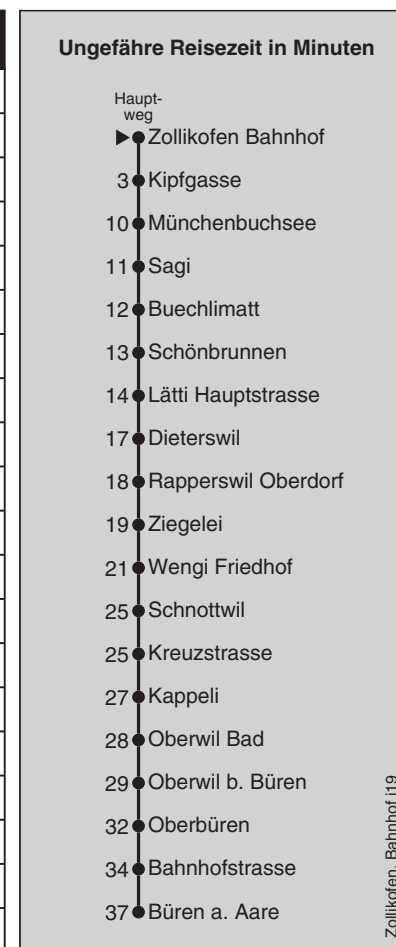 Ungefähre Reisezeit in Minuten
Haupt-
weg
Zollikofen Bahnhof
3 Kipfgasse
10 Münchenbuchsee
11 Sagi
12 Buechlimatt
13 Schönbrunnen
14 Lätti Hauptstrasse
17 Dieterswil
18 Rapperswil Oberdorf
19 Ziegelei
21 Wengi Friedhof
25 Schnottwil
25 Kreuzstrasse
27 Kappeli
28 Oberwil Bad
29 Oberwil b. Büren
32 Oberbüren
34 Bahnhofstrasse
37 Büren a. Aare
Zollikofen, Bahnhof i19